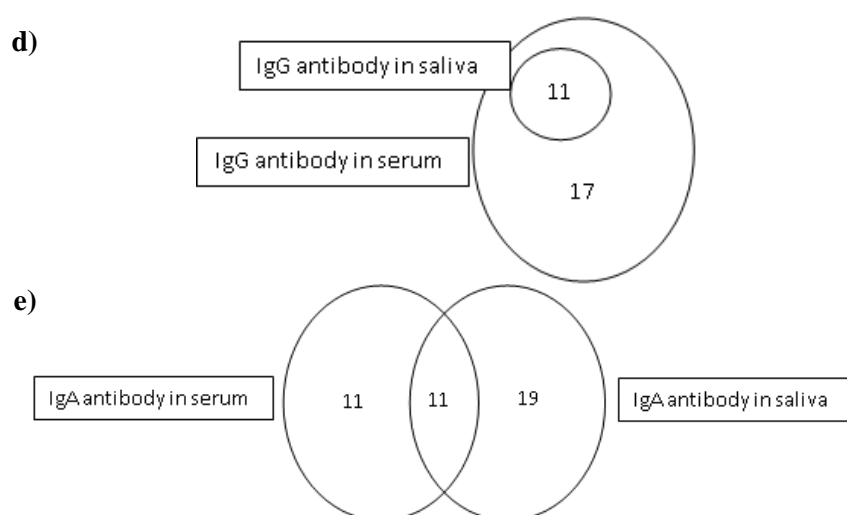 d)
IgG antibody in saliva
11
IgG antibody in serum
17
e)
IgA antibody in serum
11
11
19
IgA antibody in saliva